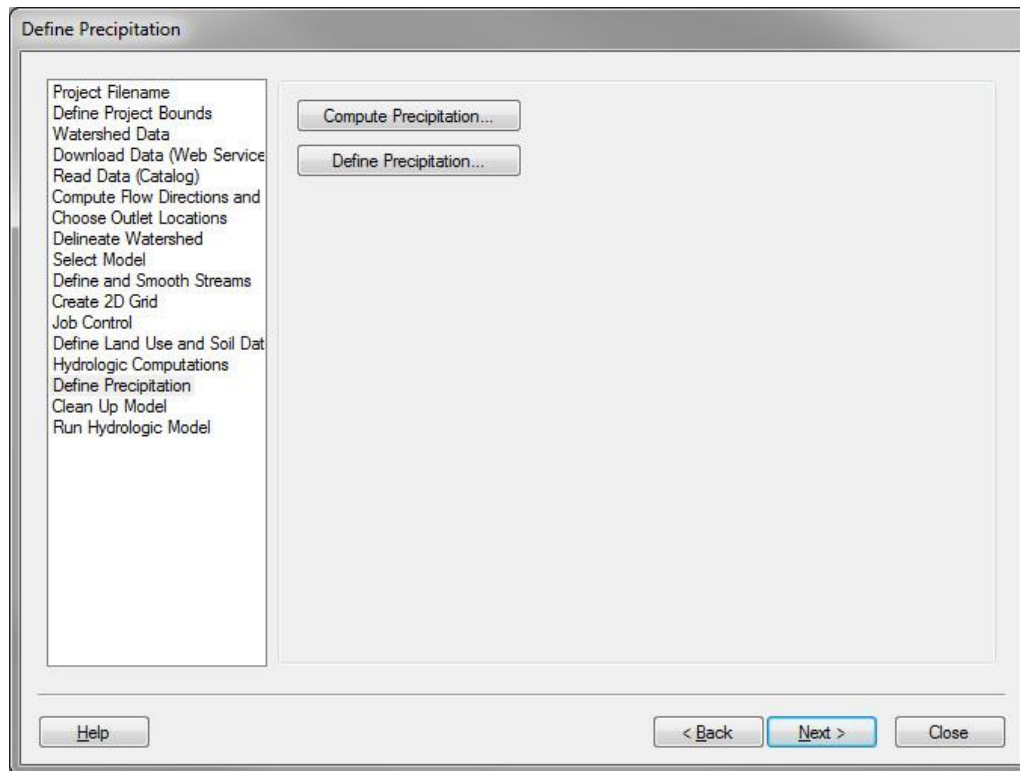 Define Precipitation
Project Filename
Define Project Bounds
Watershed Data
Download Data (Web Service
Read Data (Catalog)
Compute Flow Directions and
Choose Outlet Locations
Delineate Watershed
Select Model
Define and Smooth Streams
Create 2D Grid
Job Control
Define Land Use and Soil Dat
Hydrologic Computations
Define Precipitation
Clean Up Model
Run Hydrologic Model
Compute Precipitation...
Define Precipitation...
Help
< Back
Next >
Close